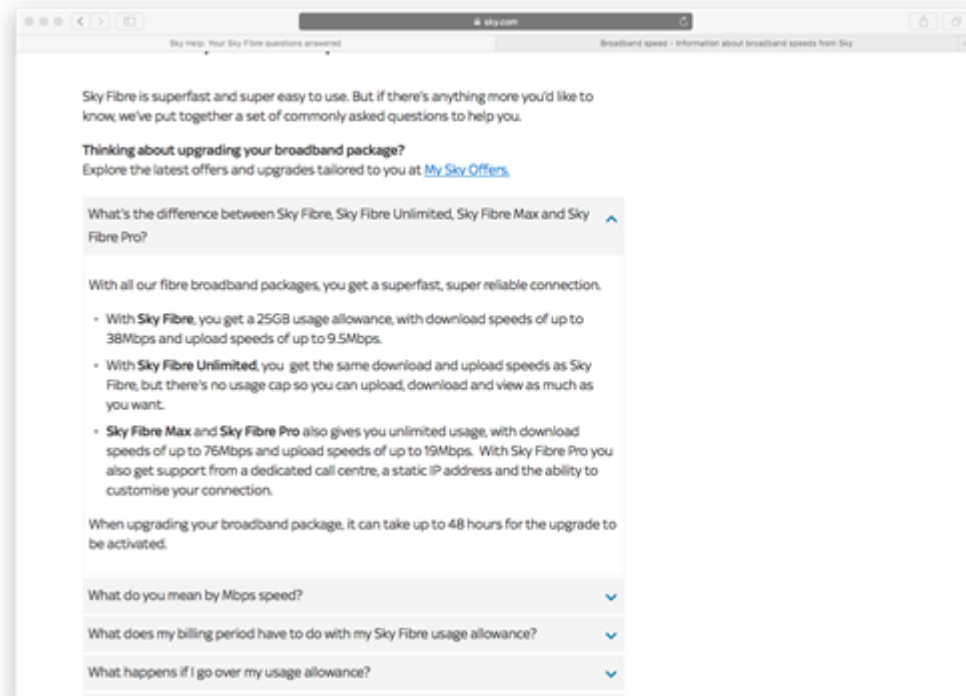 sky.com
Sky Help: Your Sky Fibre questions answered
Broadband speed - Information about broadband speeds from Sky
Sky Fibre is superfast and super easy to use. But if there's anything more you'd like to
know, we've put together a set of commonly asked questions to help you.
Thinking about upgrading your broadband package?
Explore the latest offers and upgrades tailored to you at My Sky Offers.
What's the difference between Sky Fibre, Sky Fibre Unlimited, Sky Fibre Max and Sky
Fibre Pro?
With all our fibre broadband packages, you get a superfast, super reliable connection.
• With Sky Fibre, you get a 25GB usage allowance, with download speeds of up to
38Mbps and upload speeds of up to 9.5Mbps.
• With Sky Fibre Unlimited, you get the same download and upload speeds as Sky
Fibre, but there's no usage cap so you can upload, download and view as much as
you want.
• Sky Fibre Max and Sky Fibre Pro also gives you unlimited usage, with download
speeds of up to 76Mbps and upload speeds of up to 19Mbps. With Sky Fibre Pro you
also get support from a dedicated call centre, a static IP address and the ability to
customise your connection.
When upgrading your broadband package, it can take up to 48 hours for the upgrade to
be activated.
What do you mean by Mbps speed?
What does my billing period have to do with my Sky Fibre usage allowance?
What happens if I go over my usage allowance?